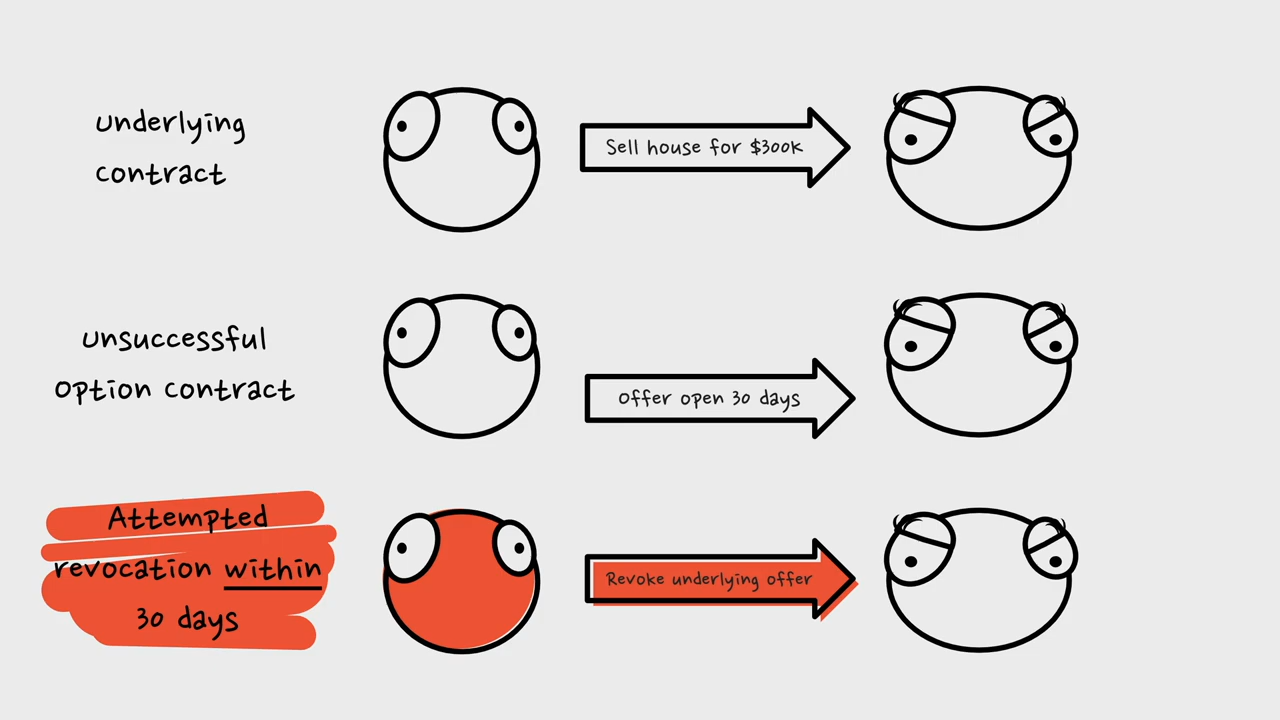 underlying
contract
Sell house for $300k
unsuccessful
Option contract
Offer open 30 days
Attempted
revocation within
30 days
Revoke underlying offer